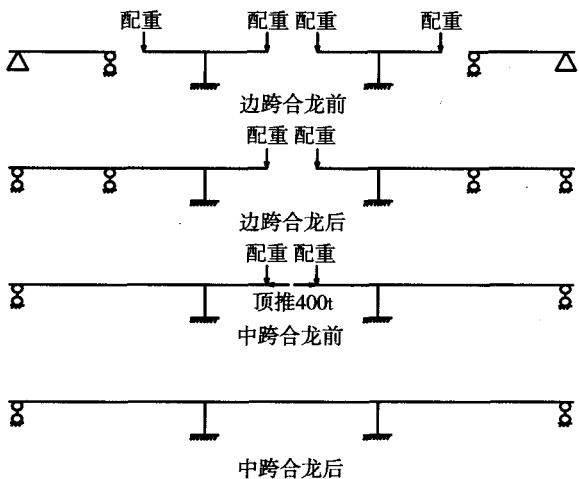 配重 配重 配重 配重
边跨合龙前
配重 配重
边跨合龙后
配重 配重
顶推400t
中跨合龙前
中跨合龙后